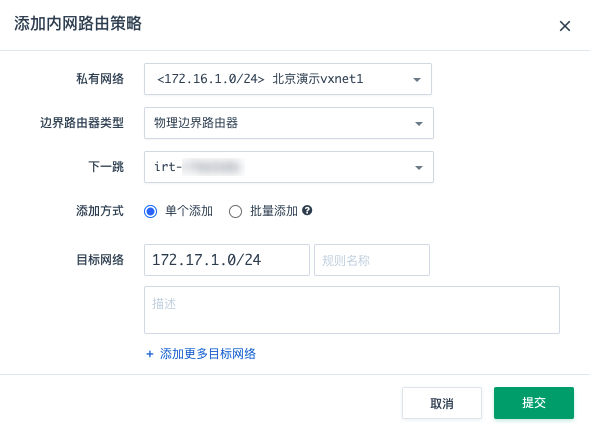 添加内网路由策略
私有网络 <172.16.1.0/24> 北京演示vxnet1
边界路由器类型 物理边界路由器
下一跳 irt-
添加方式 单个添加 批量添加 ?
目标网络 172.17.1.0/24 规则名称
描述
+ 添加更多目标网络
取消 提交